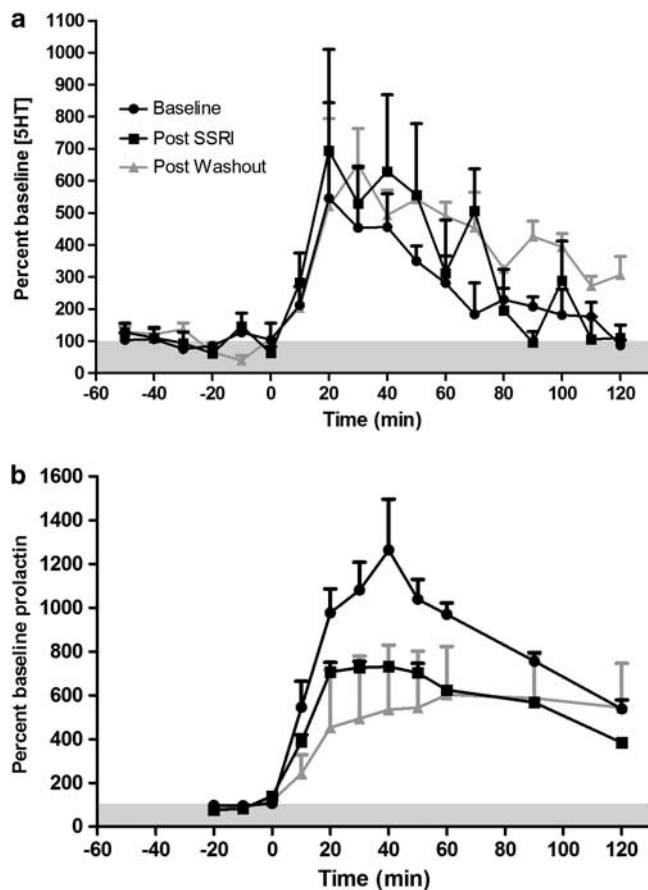 a
Percent baseline [5HT]
1100
1000
900
800
700
600
500
400
300
200
100
0
Baseline
Post SSRI
Post Washout
-60 -40 -20 0 20 40 60 80 100 120
Time (min)
b
Percent baseline prolactin
1600
1400
1200
1000
800
600
400
200
0
-60 -40 -20 0 20 40 60 80 100 120
Time (min)